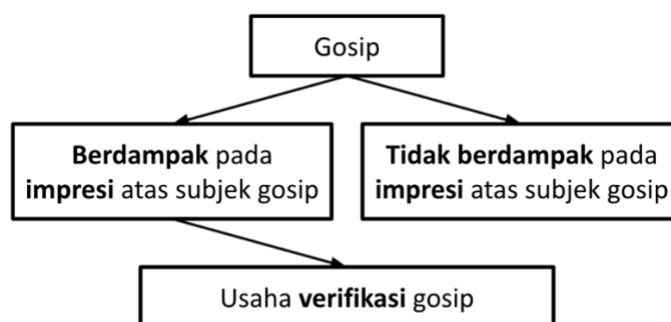 Gosip
Berdampak pada
impresi atas subjek gosip
Tidak berdampak pada
impresi atas subjek gosip
Usaha verifikasi gosip